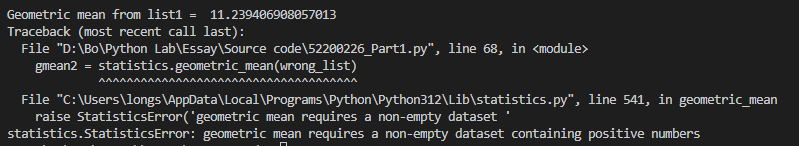 Geometric mean from list1 =  11.239406908057013
Traceback (most recent call last):
  File "D:\Bo\Python Lab\Essay\Source code\52200226_Part1.py", line 68, in <module>
    gmean2 = statistics.geometric_mean(wrong_list)
             ^^^^^^^^^^^^^^^^^^^^^^^^^^^^^^^^^^^^^
  File "C:\Users\longs\AppData\Local\Programs\Python\Python312\Lib\statistics.py", line 541, in geometric_mean
    raise StatisticsError('geometric mean requires a non-empty dataset '
statistics.StatisticsError: geometric mean requires a non-empty dataset containing positive numbers